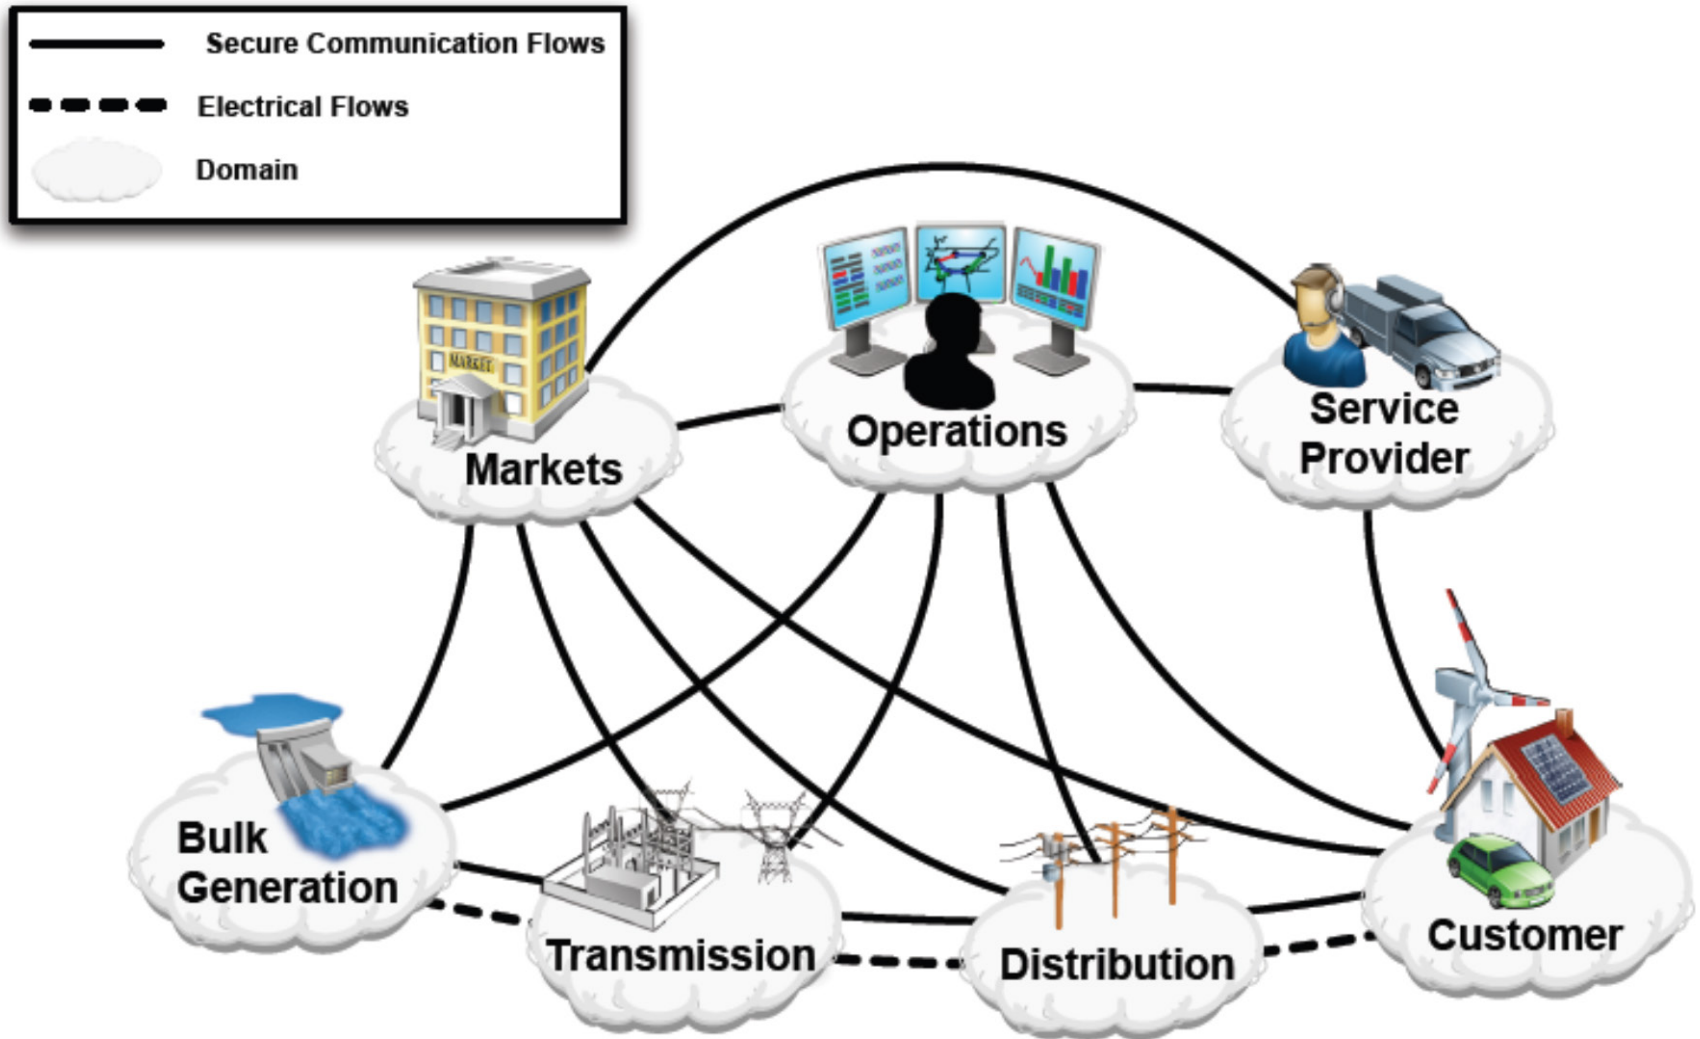 Secure Communication Flows
Electrical Flows
Domain
MARKET
Markets
Operations
Service
Provider
Bulk
Generation
Transmission
Distribution
Customer